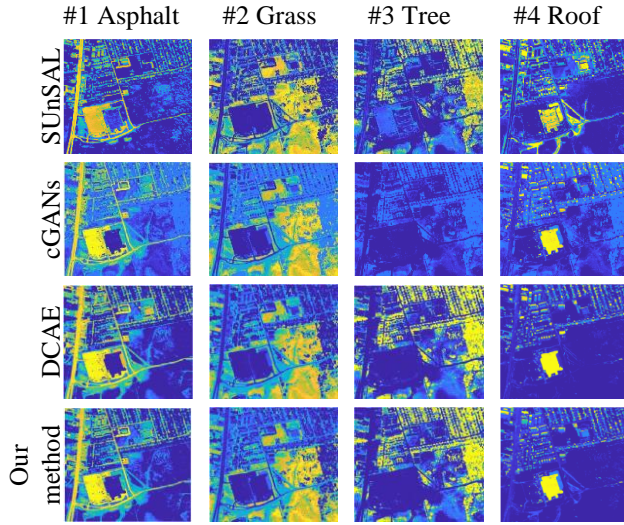 #1 Asphalt #2 Grass #3 Tree #4 Roof
SUnSAL
cGANs
DCAE
Our
method